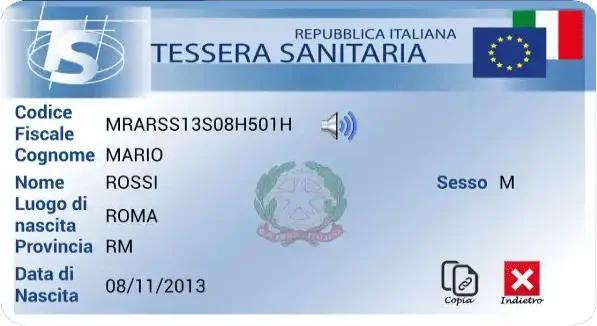 TS
REPUBBLICA ITALIANA
TESSERA SANITARIA
Codice Fiscale MRARSS13S08H501H
Cognome MARIO
Nome ROSSI
Sesso M
Luogo di nascita ROMA
Provincia RM
Data di Nascita 08/11/2013
Copia
Indietro